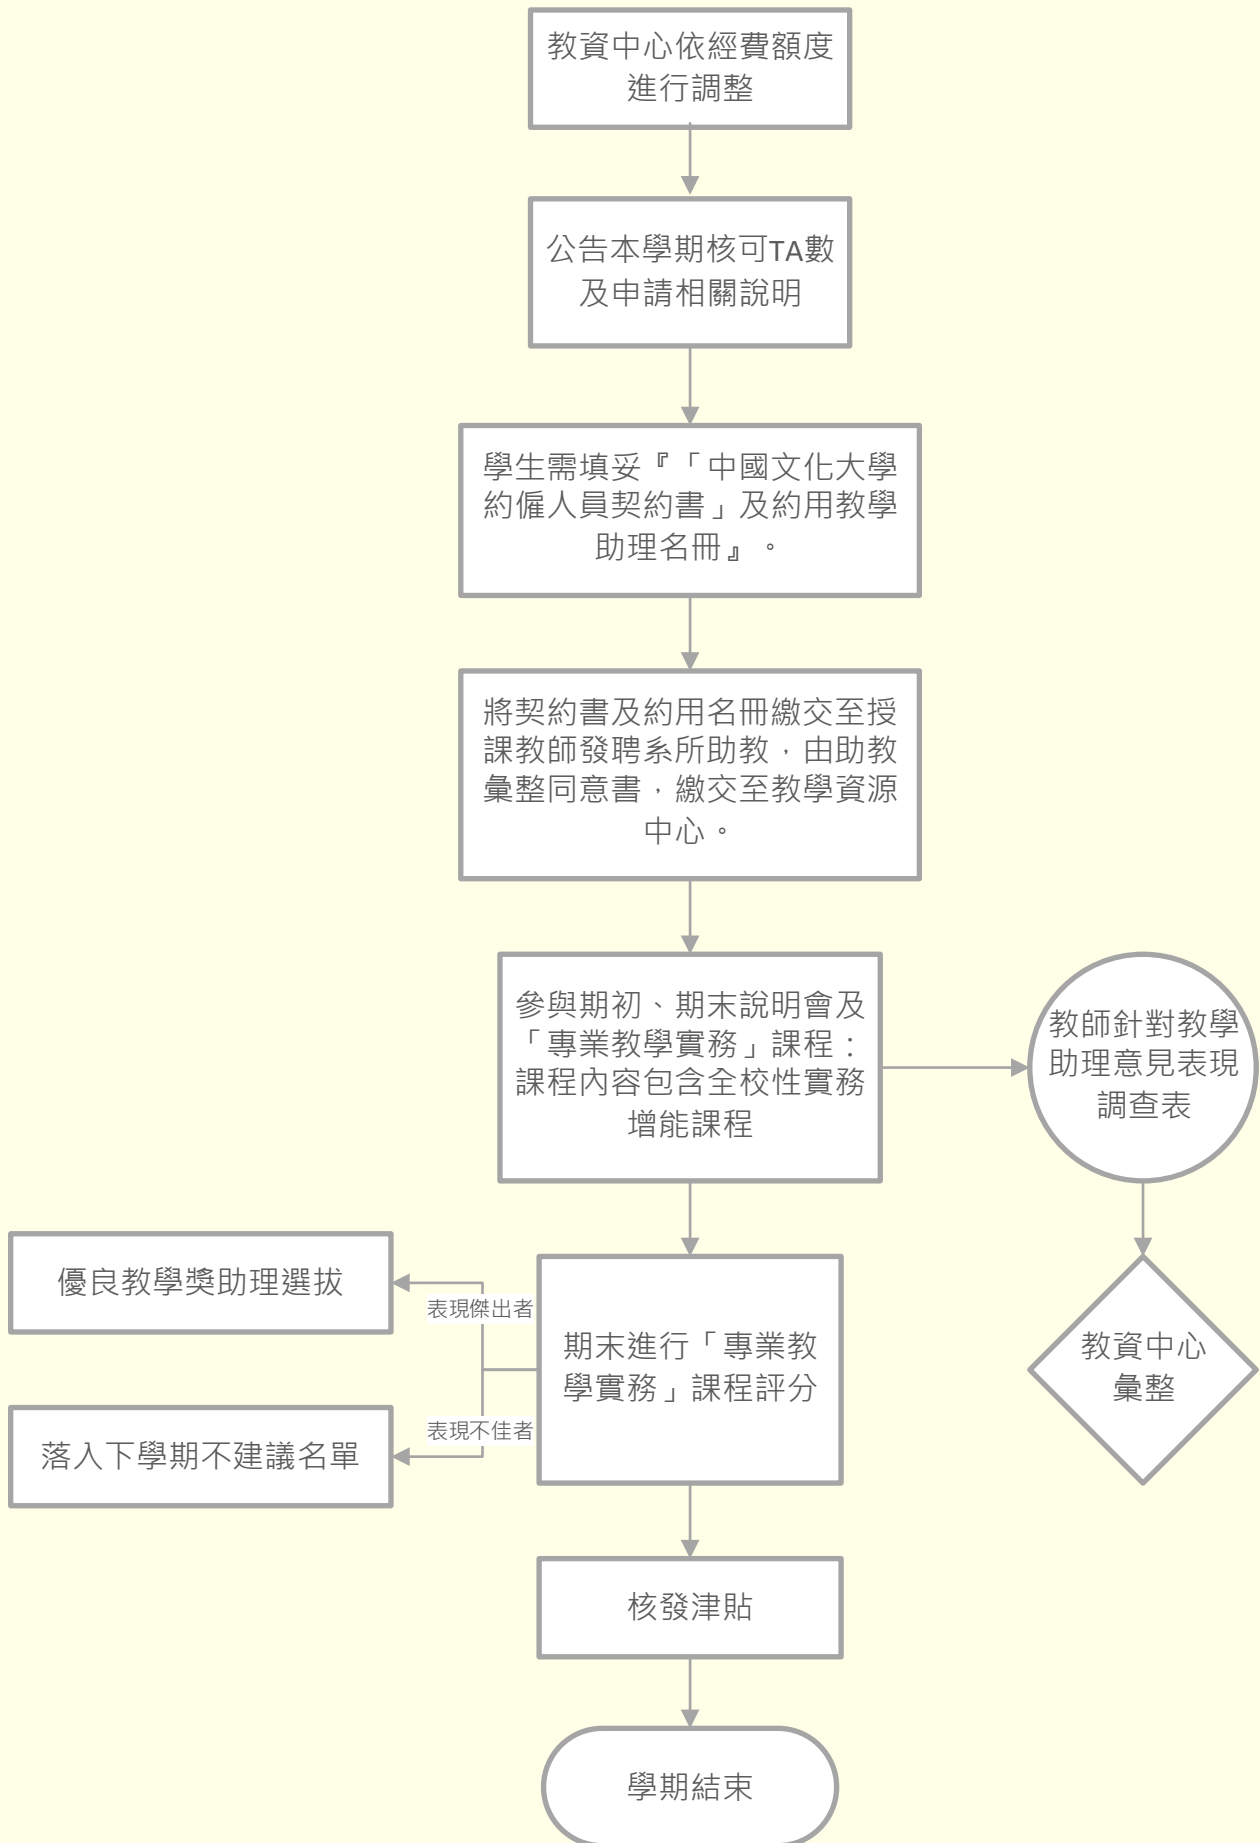 教資中心依經費額度
進行調整
公告本學期核可TA數
及申請相關說明
學生需填妥『「中國文化大學
約僱人員契約書」及約用教學
助理名冊』。
將契約書及約用名冊繳交至授
課教師發聘系所助教，由助教
彙整同意書，繳交至教學資源
中心。
參與期初、期末說明會及
「專業教學實務」課程：
課程內容包含全校性實務
增能課程
教師針對教學
助理意見表現
調查表
優良教學獎助理選拔
表現傑出者
期末進行「專業教
學實務」課程評分
教資中心
彙整
表現不佳者
落入下學期不建議名單
核發津貼
學期結束